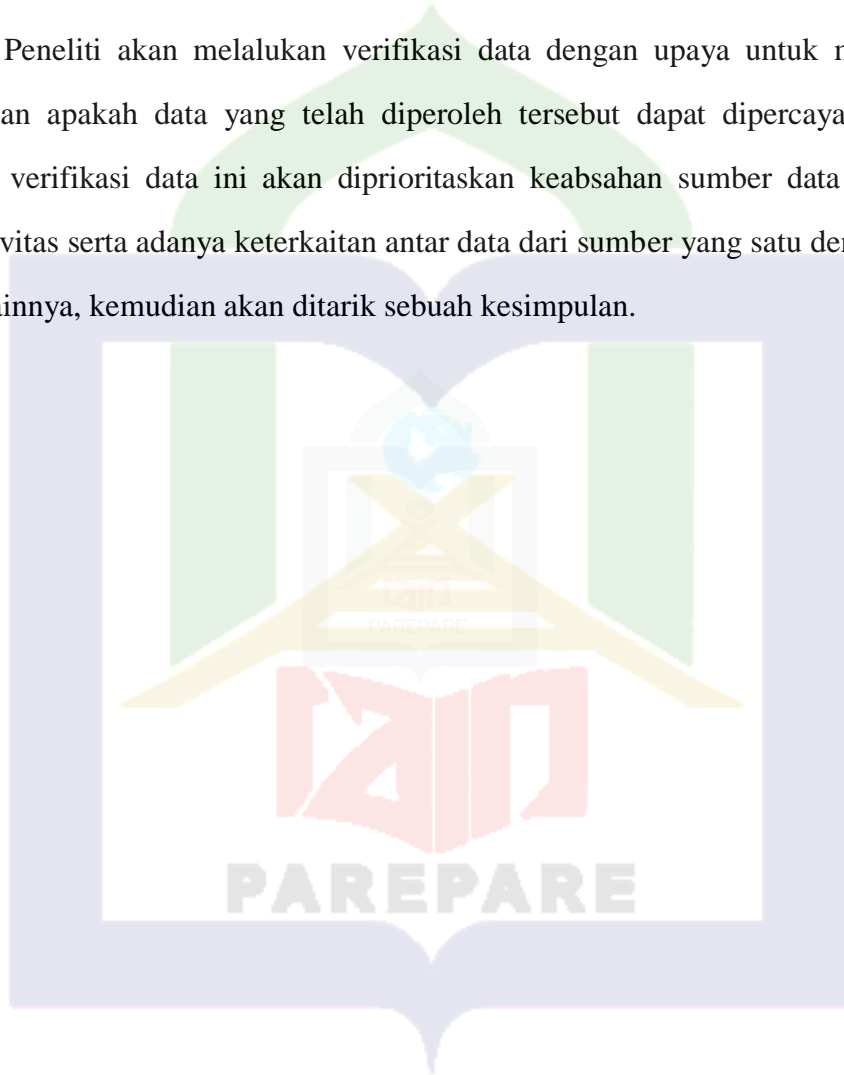 Peneliti akan melalukan verifikasi data dengan upaya untuk
an apakah data yang telah diperoleh tersebut dapat dipercaya
verifikasi data ini akan diprioritaskan keabsahan sumber data
vitas serta adanya keterkaitan antar data dari sumber yang satu
innya, kemudian akan ditarik sebuah kesimpulan.
PAREPARE
PAREPARE